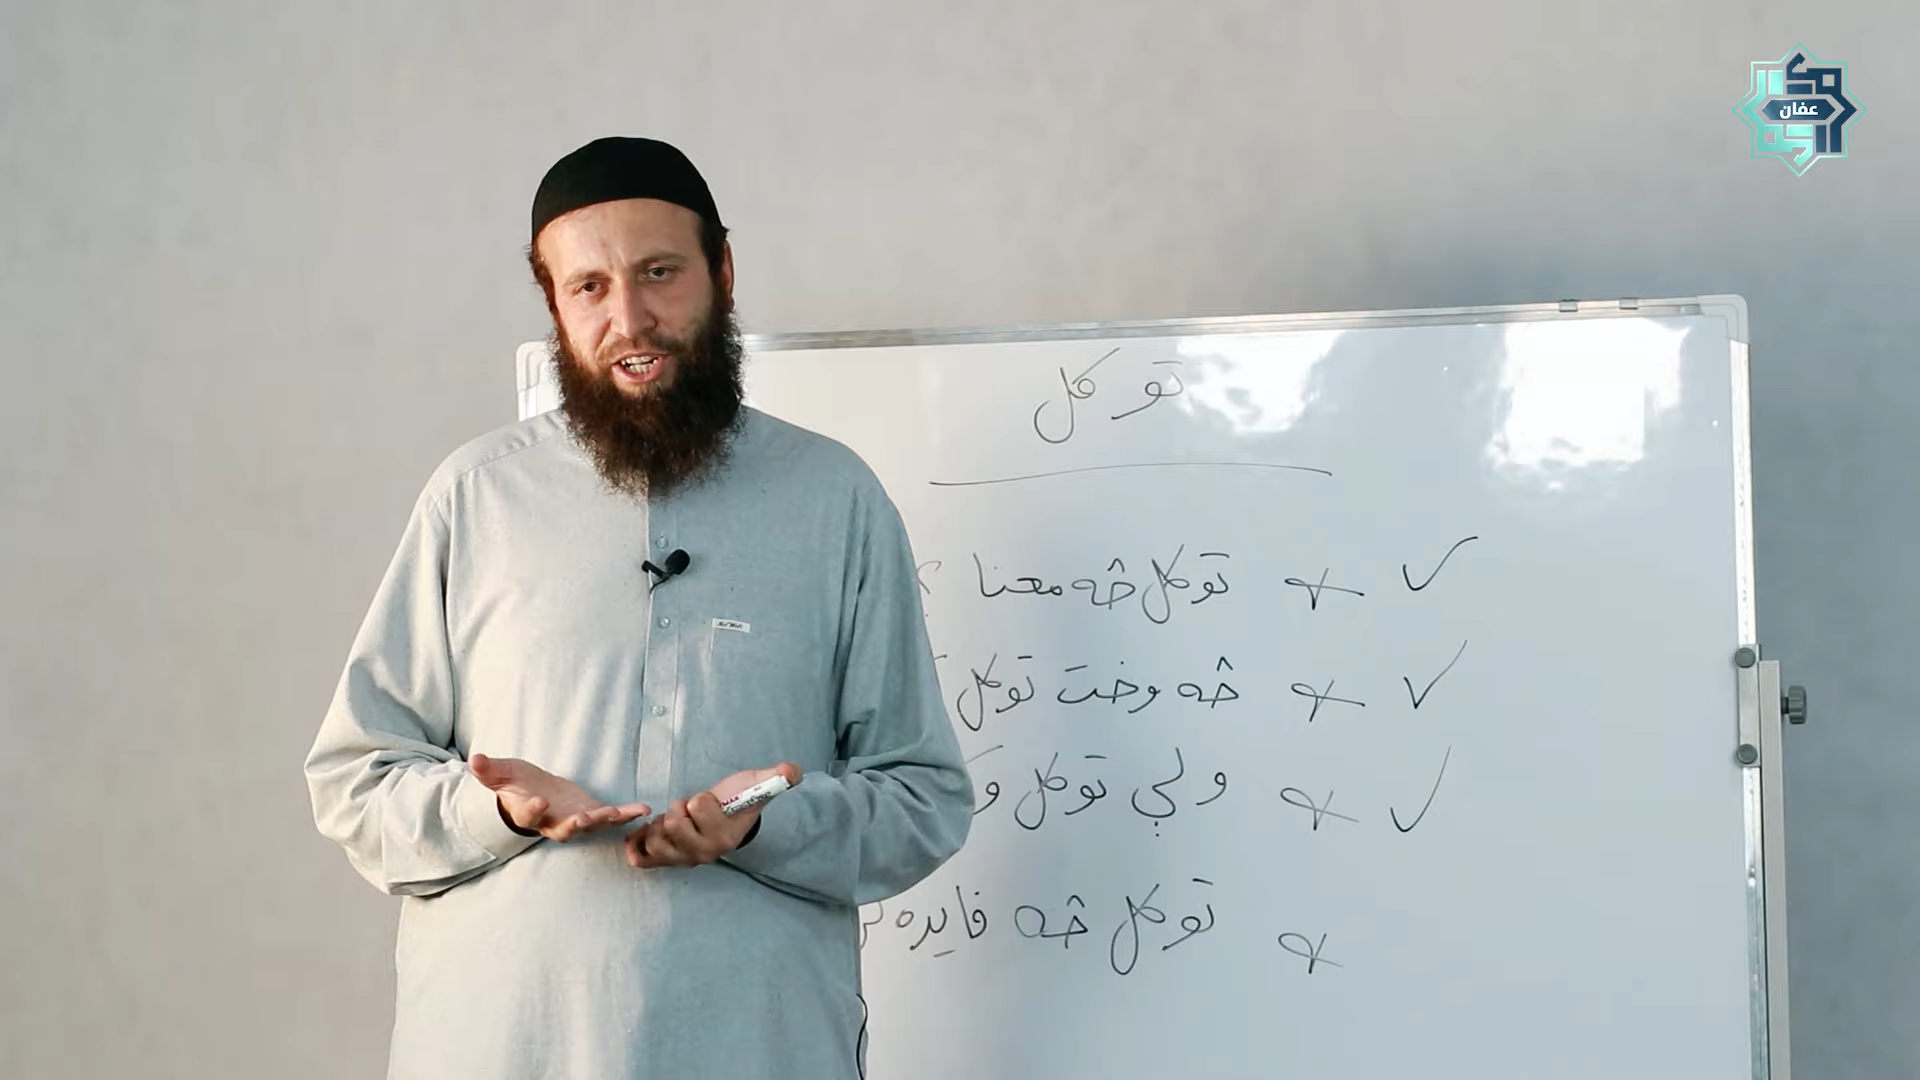 عفان
توکل
توکل څه معنا ؟
څه وخت توکل
ولې توکل و
توکل څه فایده